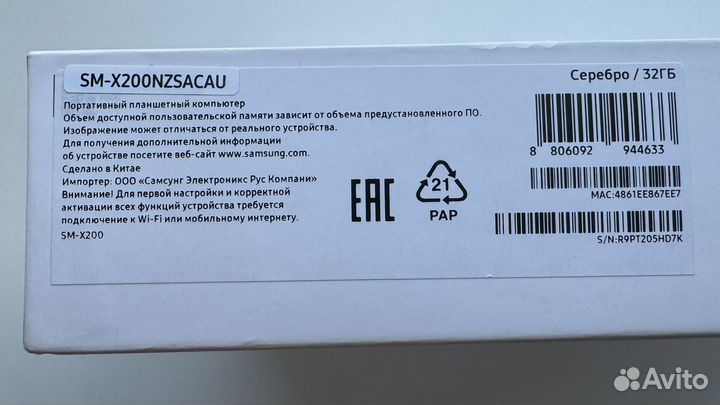 SM-X200NZSACAU
Серебро / 32ГБ
Портативный планшетный компьютер
Объем доступной пользовательской памяти зависит от объема предустановленного ПО.
Изображение может отличаться от реального устройства.
Для получения дополнительной информации
об устройстве посетите веб-сайт www.samsung.com.
Сделано в Китае
Импортер: ООО «Самсунг Электроникс Рус Компани»
Внимание! Для первой настройки и корректной
активации всех функций устройства требуется
подключение к Wi-Fi или мобильному интернету.
SM-X200
EAC
21
PAP
8 806092 944633
MAC:4861EE867EE7
S/N:R9PT205HD7K
Avito